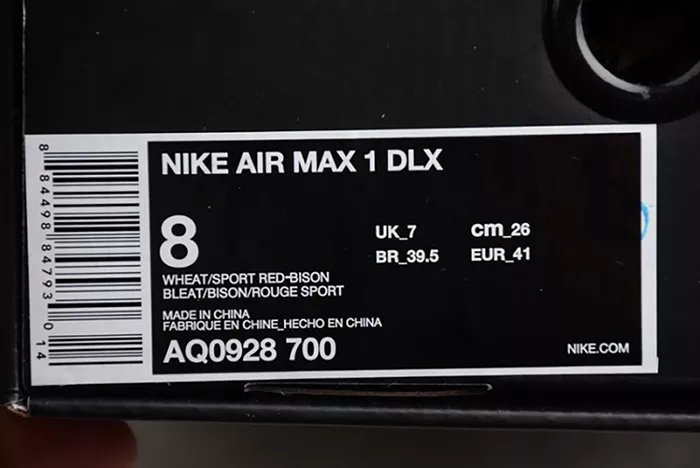 NIKE AIR MAX 1 DLX
8
UK_7
cm_26
BR_39.5
EUR_41
WHEAT/SPORT RED-BISON
BLEAT/BISON/ROUGE SPORT
MADE IN CHINA
FABRIQUE EN CHINE_HECHO EN CHINA
AQ0928 700
NIKE.COM
8 84498 84793 0 14